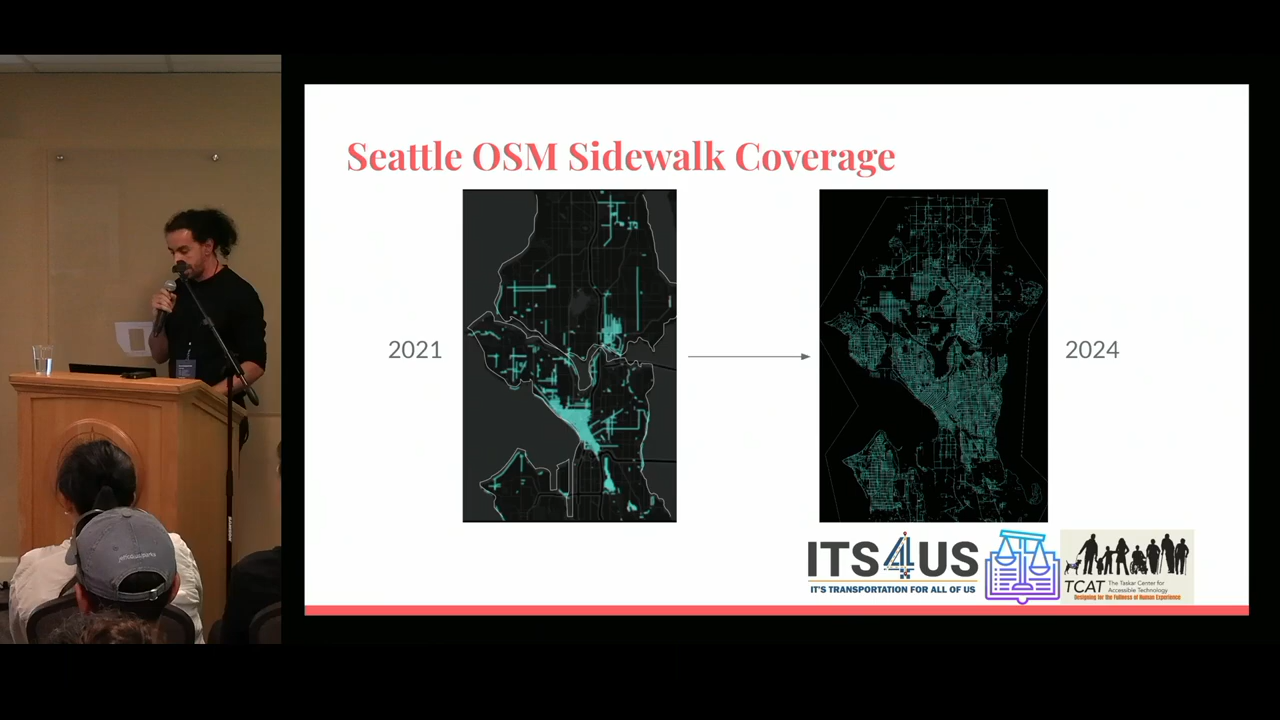 Seattle OSM Sidewalk Coverage
2021
2024
ITS4US
IT'S TRANSPORTATION FOR ALL OF US
TCAT The Taskar Center for
Accessible Technology
Designing for the Fullness of Human Experience